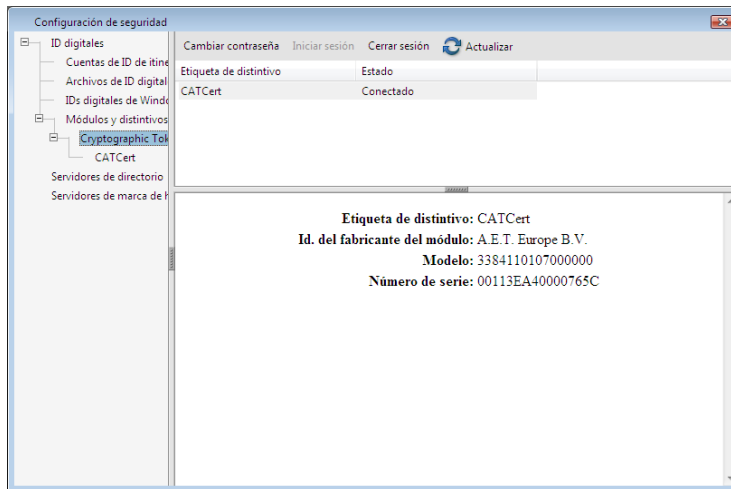 Configuración de seguridad
ID digitales
Cuentas de ID de itine
Archivos de ID digital
IDs digitales de Windo
Módulos y distintivos
Cryptographic Tok
CATCert
Servidores de directorio
Servidores de marca de h
Cambiar contraseña Iniciar sesión Cerrar sesión Actualizar
Etiqueta de distintivo Estado
CATCert Conectado
Etiqueta de distintivo: CATCert
Id. del fabricante del módulo: A.E.T. Europe B.V.
Modelo: 3384110107000000
Número de serie: 00113EA40000765C